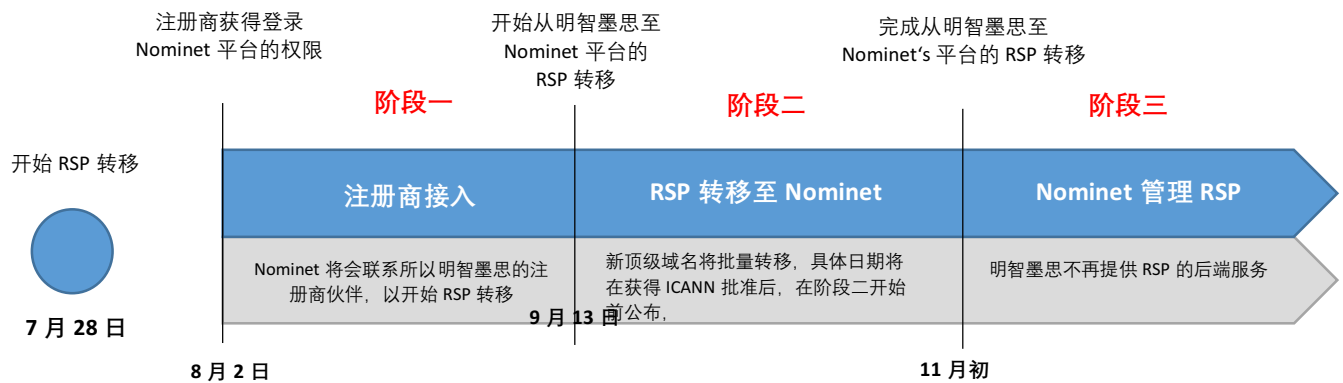 注册商获得登录
Nominet 平台的权限
开始从明智墨思至
Nominet 平台的
RSP 转移
完成从明智墨思至
Nominet‘s 平台的 RSP 转移
阶段一
阶段二
阶段三
开始 RSP 转移
注册商接入
RSP 转移至 Nominet
Nominet 管理 RSP
Nominet 将会联系所以明智墨思的注
册商伙伴，以开始 RSP 转移
新顶级域名将批量转移，具体日期将
在获得 ICANN 批准后，在阶段二开始
前公布，
明智墨思不再提供 RSP 的后端服务
7 月 28 日
9 月 13 日
8 月 2 日
11 月初